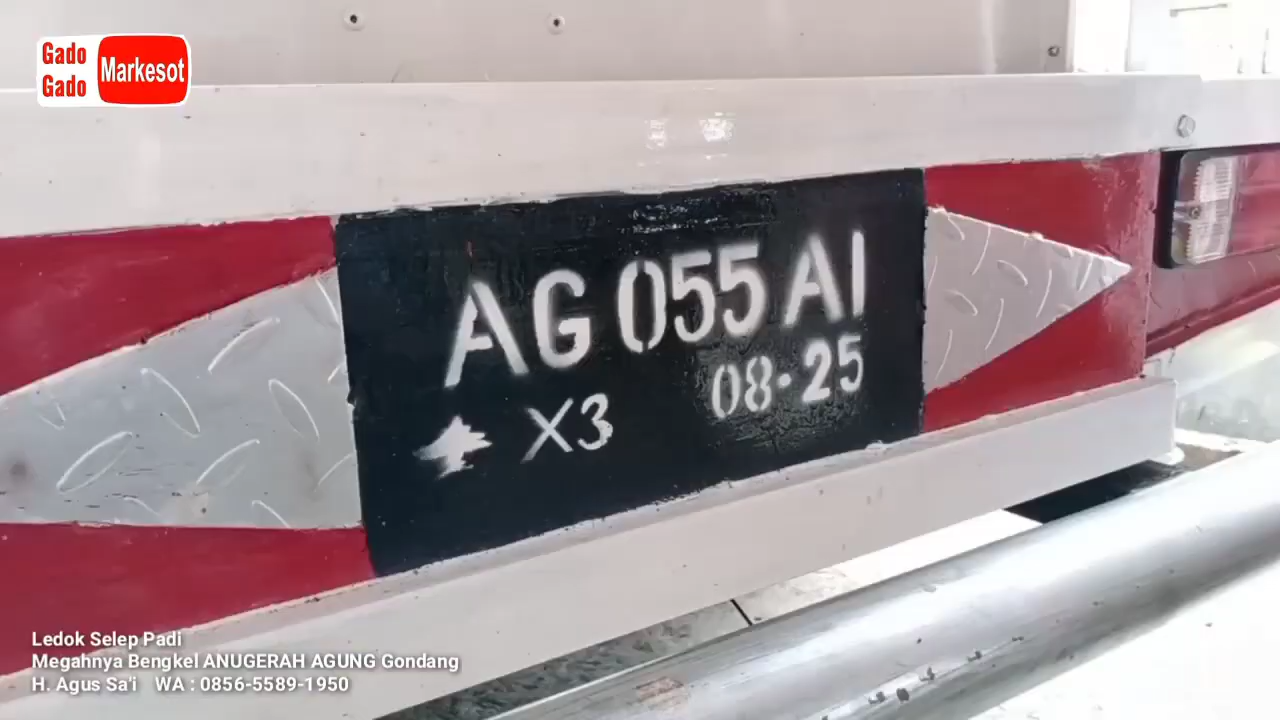 Gado
Gado
Markesot
AG 055 AI
X3 08·25
Ledok Selep Padi
Megahnya Bengkel ANUGERAH AGUNG Gondang
H. Agus Sa'i WA : 0856-5589-1950